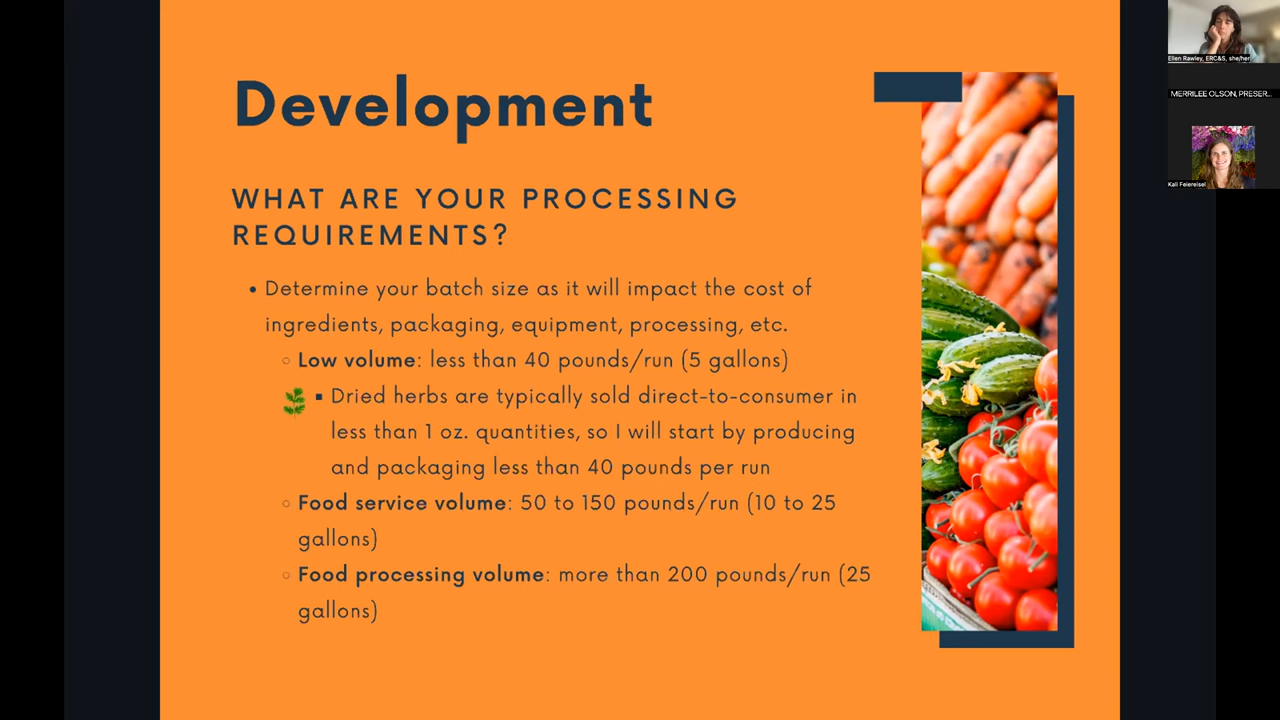 Development
WHAT ARE YOUR PROCESSING
REQUIREMENTS?
• Determine your batch size as it will impact the cost of
ingredients, packaging, equipment, processing, etc.
○ Low volume: less than 40 pounds/run (5 gallons)
▪ Dried herbs are typically sold direct-to-consumer in
less than 1 oz. quantities, so I will start by producing
and packaging less than 40 pounds per run
○ Food service volume: 50 to 150 pounds/run (10 to 25
gallons)
○ Food processing volume: more than 200 pounds/run (25
gallons)
Ellen Rawley, ERC&S, she/her
MERRILEE OLSON, PRESER...
Kali Feiereisel